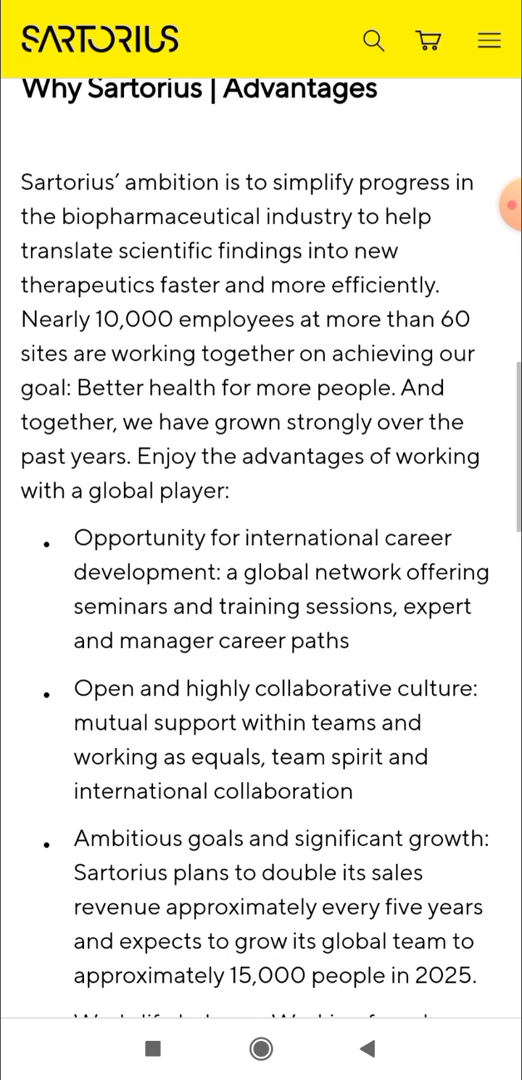 SARTORIUS
Why Sartorius | Advantages
Sartorius’ ambition is to simplify progress in
the biopharmaceutical industry to help
translate scientific findings into new
therapeutics faster and more efficiently.
Nearly 10,000 employees at more than 60
sites are working together on achieving our
goal: Better health for more people. And
together, we have grown strongly over the
past years. Enjoy the advantages of working
with a global player:
• Opportunity for international career
development: a global network offering
seminars and training sessions, expert
and manager career paths
• Open and highly collaborative culture:
mutual support within teams and
working as equals, team spirit and
international collaboration
• Ambitious goals and significant growth:
Sartorius plans to double its sales
revenue approximately every five years
and expects to grow its global team to
approximately 15,000 people in 2025.